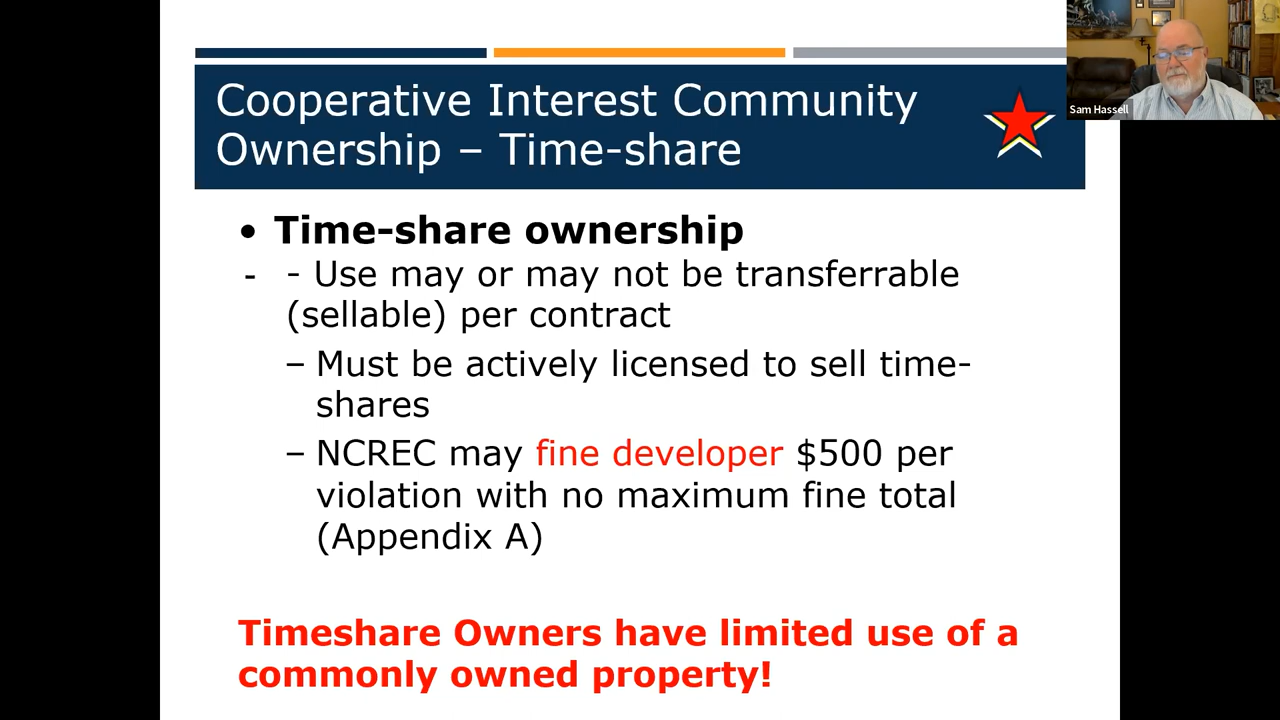 Cooperative Interest Community
Ownership – Time-share
Sam Hassell
• Time-share ownership
- - Use may or may not be transferrable
(sellable) per contract
– Must be actively licensed to sell time-
shares
– NCREC may fine developer $500 per
violation with no maximum fine total
(Appendix A)
Timeshare Owners have limited use of a
commonly owned property!